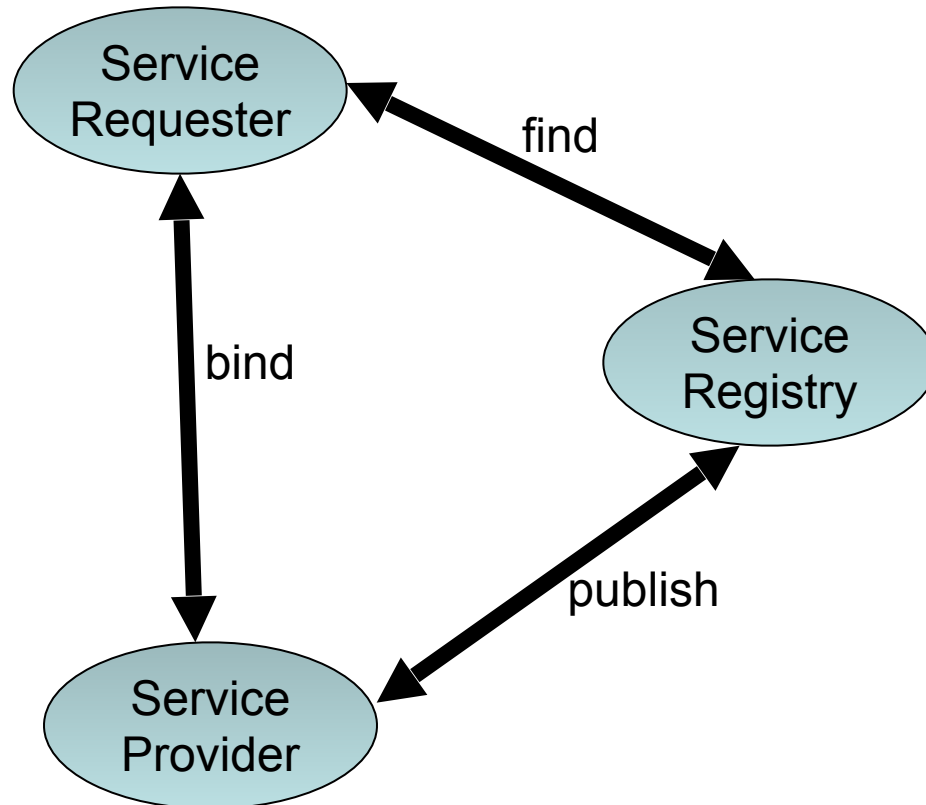 Service
Requester
find
Service
Registry
bind
publish
Service
Provider